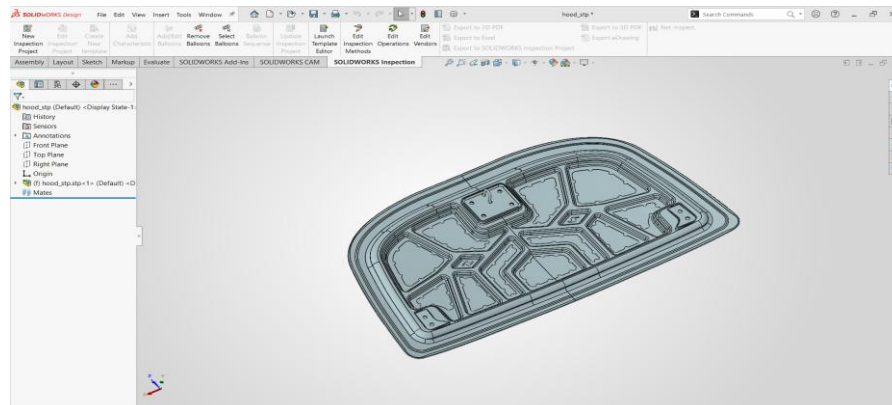 SOLIDWORKS Design File Edit View Insert Tools Window hood_stp * Search Commands
New Inspection Project
Edit Inspection Project
Create New template
Add Characteristic
Add/Edit Balloons
Remove Balloons
Select Balloons
Balloon Sequence
Update Inspection Project
Launch Template Editor
Edit Inspection Methods
Edit Operations
Edit Vendors
Export to 2D PDF
Export to Excel
Export to SOLIDWORKS Inspection Project
Export to 3D PDF
Export eDrawing
Net-Inspect
Assembly Layout Sketch Markup Evaluate SOLIDWORKS Add-Ins SOLIDWORKS CAM SOLIDWORKS Inspection
hood_stp (Default) <Display State-1>
History
Sensors
Annotations
Front Plane
Top Plane
Right Plane
Origin
(f) hood_stp.stp<1> (Default) <D
Mates